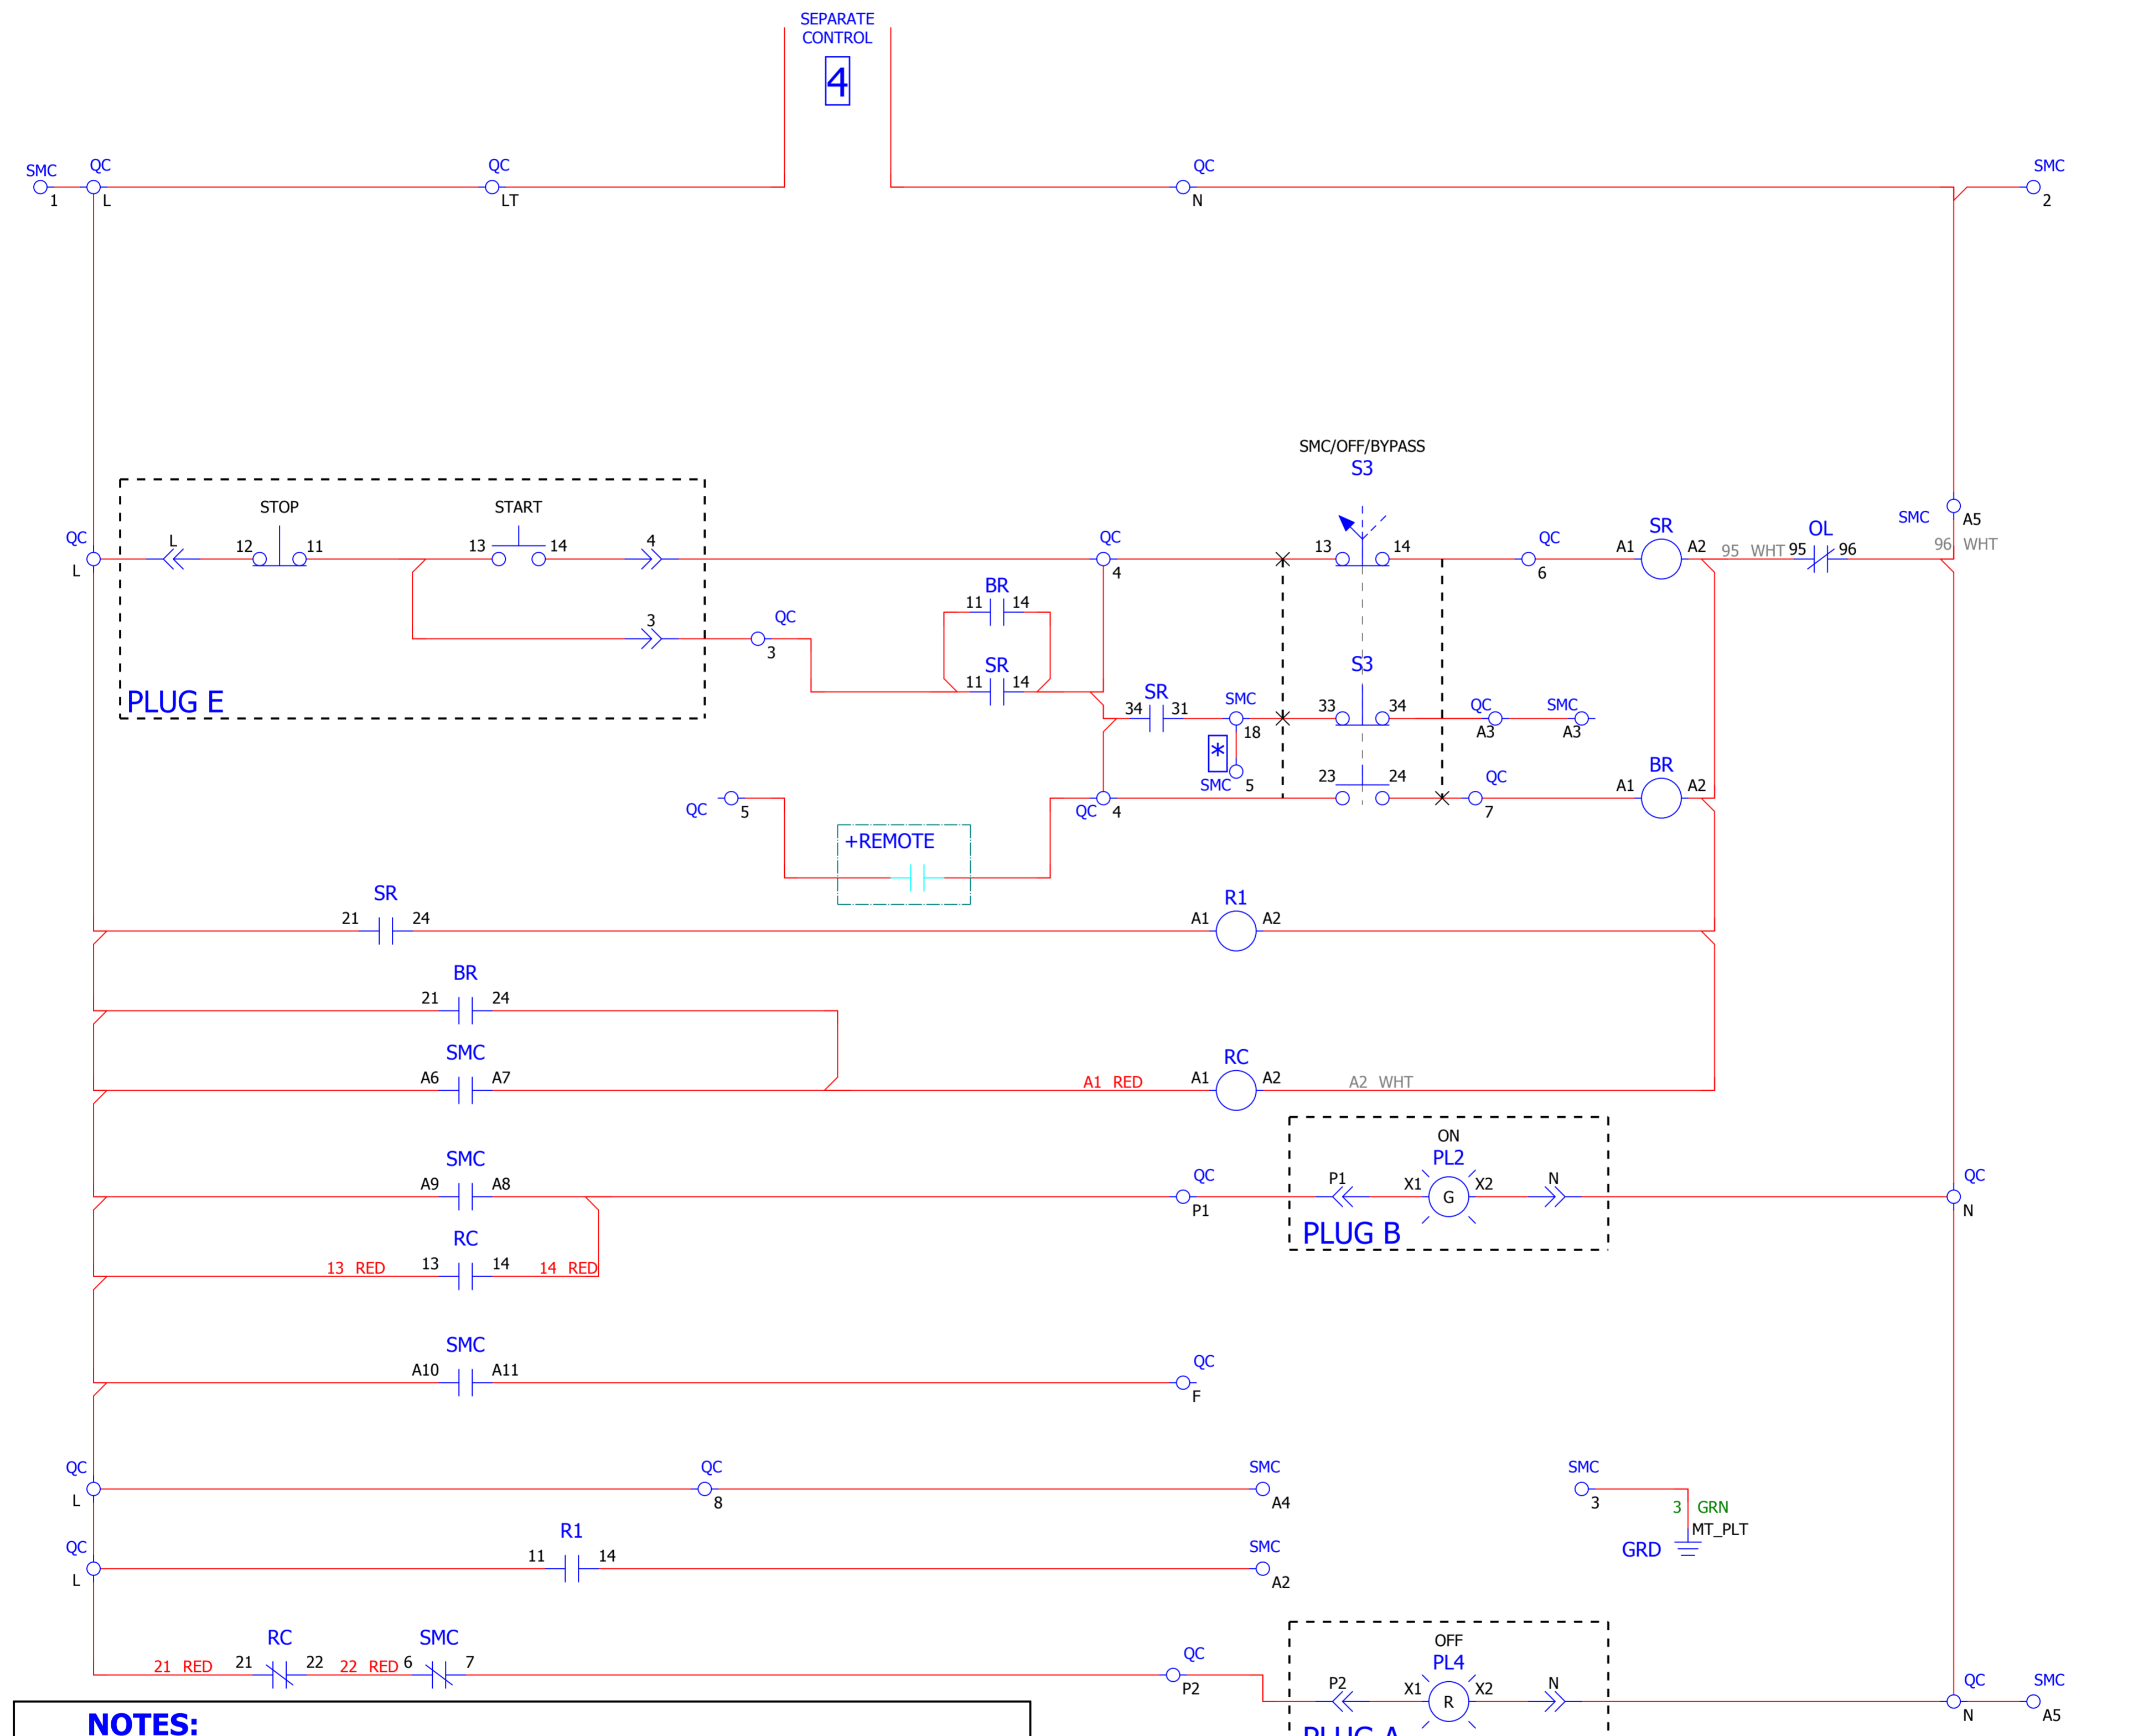 SEPARATE
CONTROL
4
SMC QC QC QC SMC
1 L LT N 2
SMC/OFF/BYPASS
S3
STOP START
QC L 12 11 13 14 4 QC 13 14 QC SR OL SMC A5
L 4 6 A1 A2 95 WHT 95 96 96 WHT
3 QC BR
3 11 14
SR S3
11 14
PLUG E
SR SMC QC SMC
34 31 18 33 34 A3 A3
* SMC 5
23 24 QC BR
QC 5 QC 4 7 A1 A2
+REMOTE
SR R1
21 24 A1 A2
BR
21 24
SMC RC
A6 A7 A1 RED A1 A2 A2 WHT
ON
SMC QC PL2 QC
A9 A8 P1 P1 X1 G X2 N N
PLUG B
RC
13 RED 13 14 14 RED
SMC QC
A10 A11 F
QC QC SMC SMC
L 8 A4 3
3 GRN
MT_PLT
GRD
QC R1 SMC
L 11 14 A2
OFF
RC SMC QC PL4 QC SMC
21 RED 21 22 22 RED 6 7 P2 P2 X1 R X2 N N A5
PLUG A
NOTES: